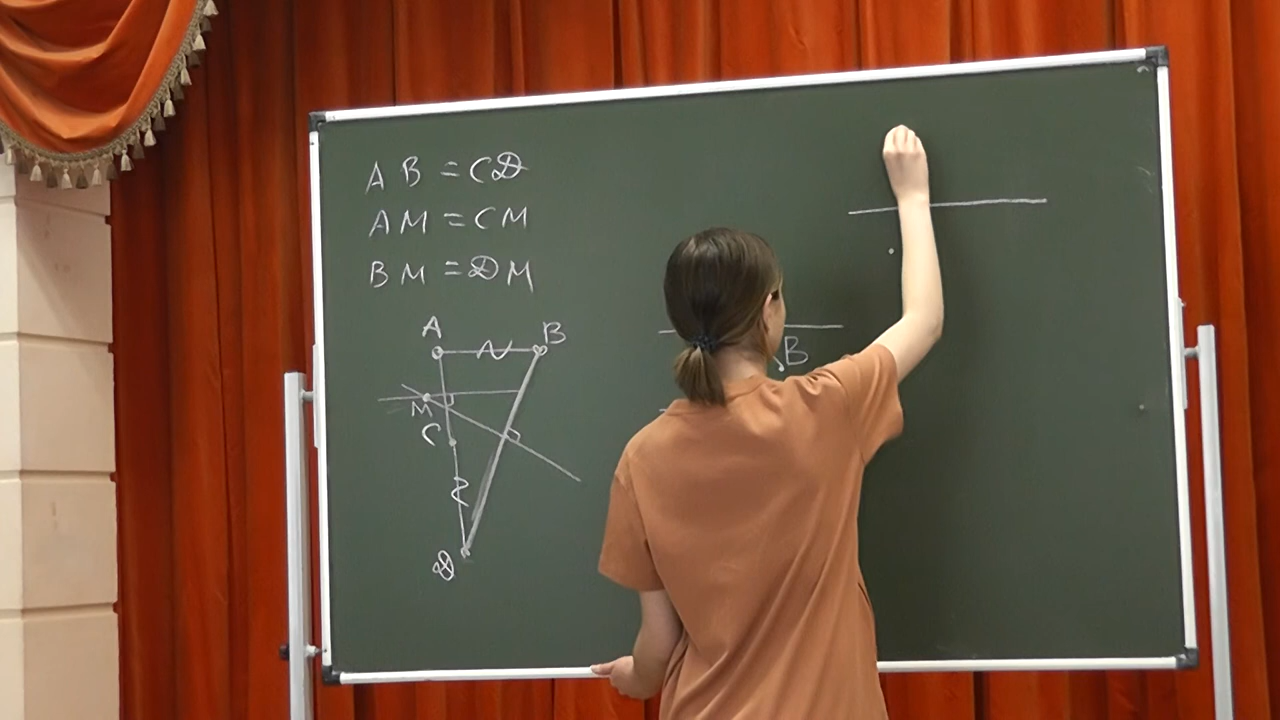 AB = CD
AM = CM
BM = DM
A B
M
C
D
B